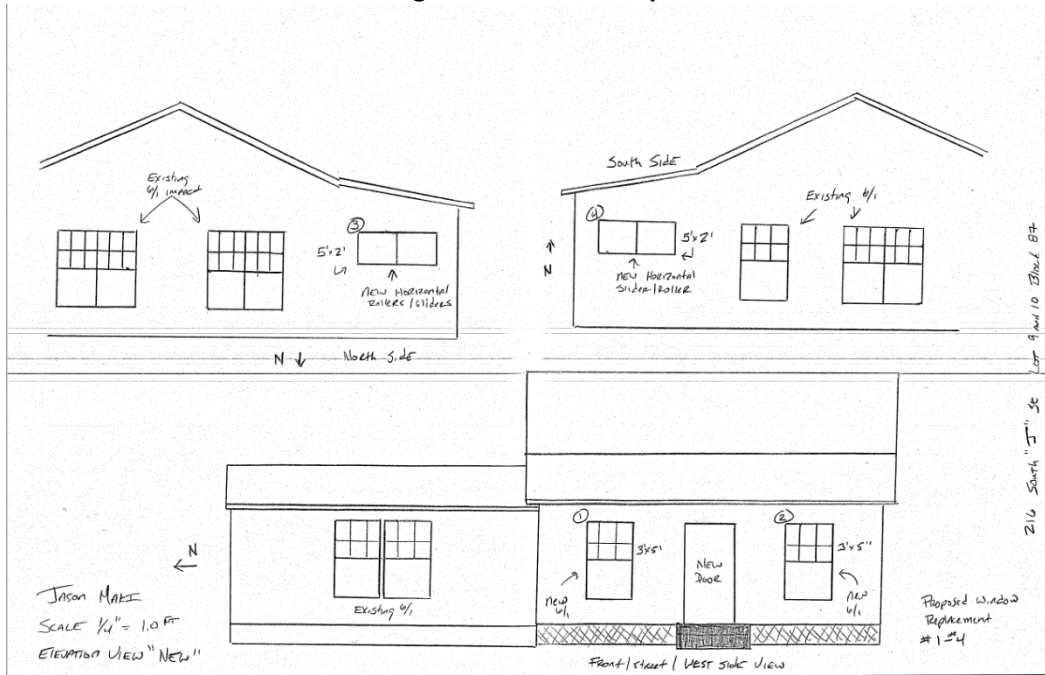 Existing
6/1 impact
③
5'x2'
New Horizontal
Rollers / Sliders
N
North Side
South Side
④
5'x2'
N
New Horizontal
Slider/Roller
Existing 6/1
Lot 9 and 10 Block 87
216 South "J" St
N
Existing 6/1
①
3'x5'
new
6/1
New
Door
②
3'x5"
new
6/1
Jason Maki
Scale 1/4" = 1.0 FT
Elevation View "New"
Front / street / West Side View
Proposed Window
Replacement